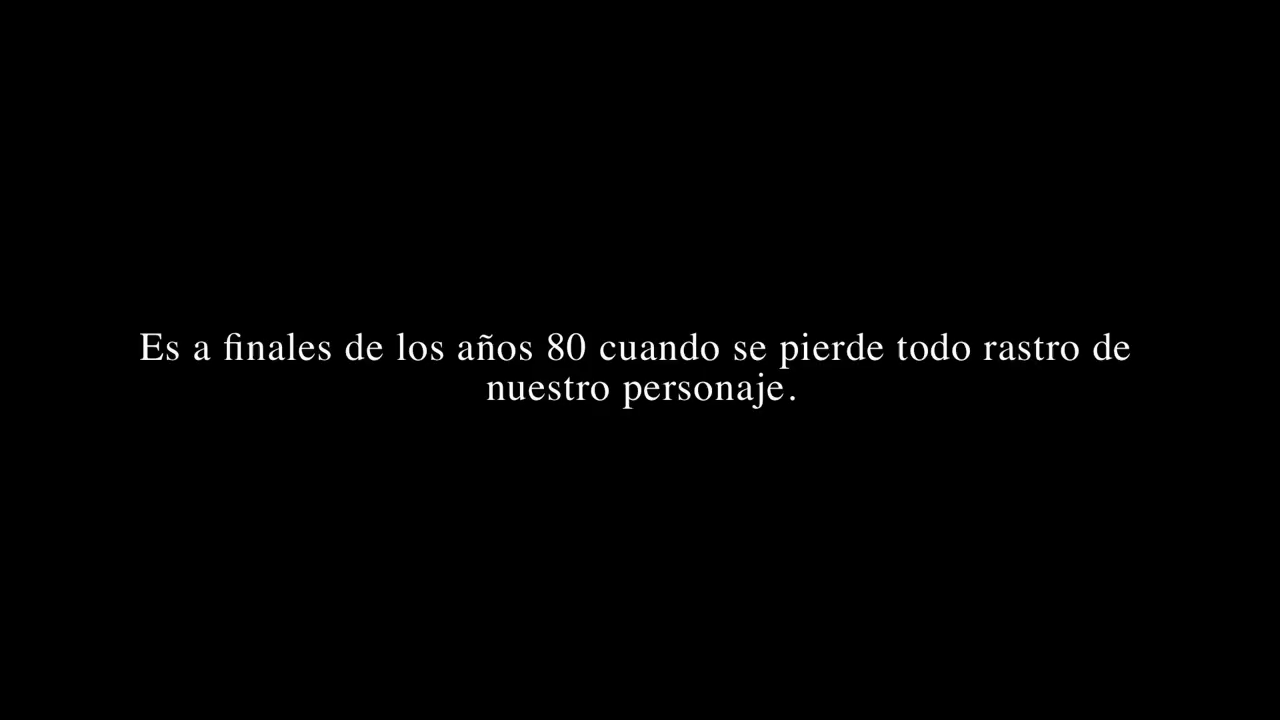 Es a finales de los años 80 cuando se pierde todo rastro de
nuestro personaje.